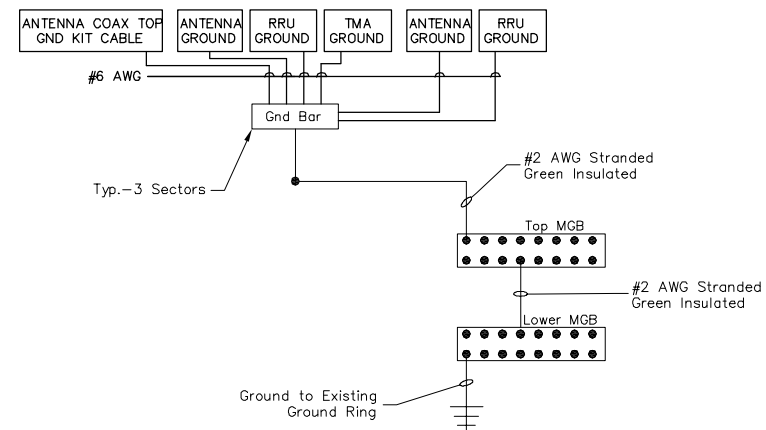 ANTENNA COAX TOP
GND KIT CABLE
ANTENNA
GROUND
RRU
GROUND
TMA
GROUND
ANTENNA
GROUND
RRU
GROUND
#6 AWG
Gnd Bar
Typ.-3 Sectors
#2 AWG Stranded
Green Insulated
Top MGB
#2 AWG Stranded
Green Insulated
Lower MGB
Ground to Existing
Ground Ring